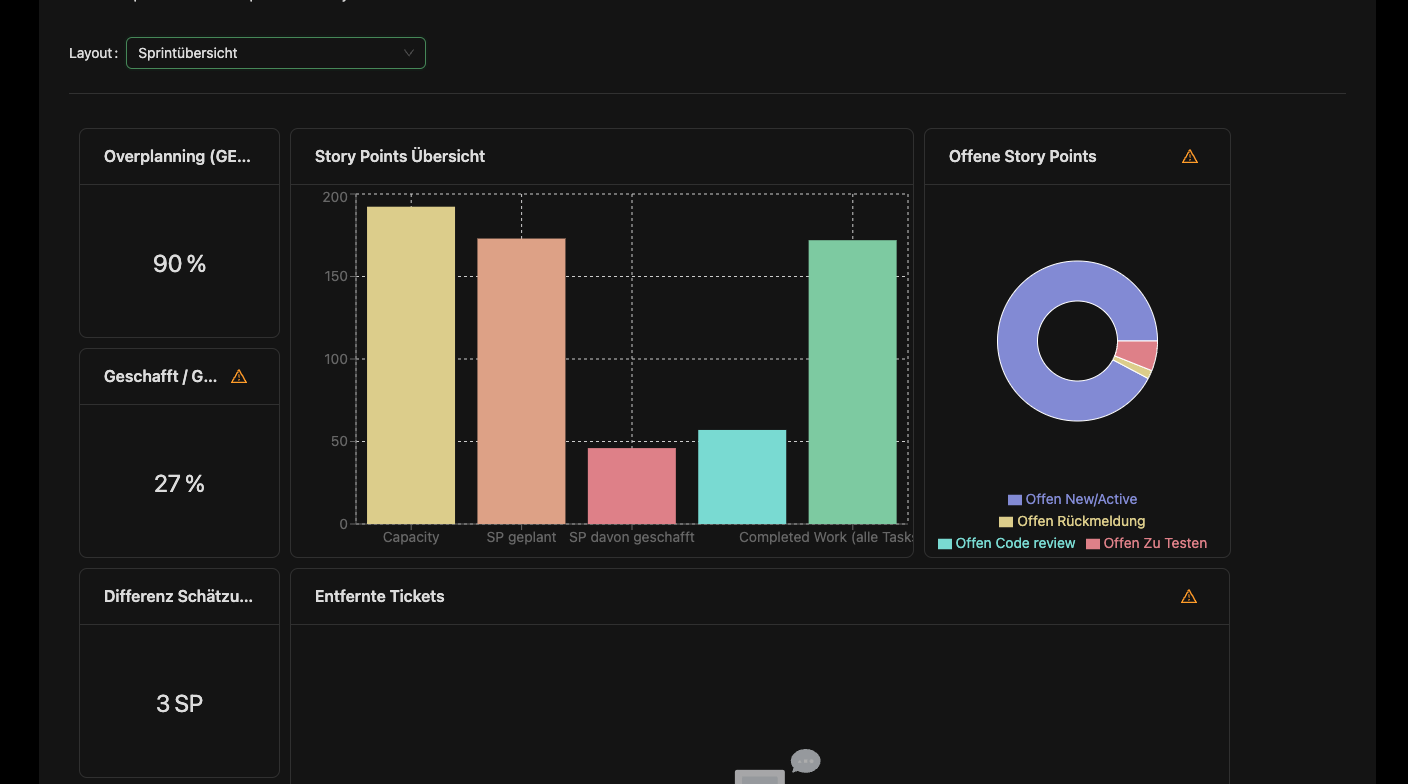 Layout:
Sprintübersicht
Overplanning (GE...
90 %
Story Points Übersicht
200
150
100
50
0
Capacity
SP geplant
SP davon geschafft
Completed Work (alle Tasks
Offene Story Points
Offen New/Active
Offen Rückmeldung
Offen Code review
Offen Zu Testen
Geschafft / G...
27 %
Differenz Schätzu...
3 SP
Entfernte Tickets